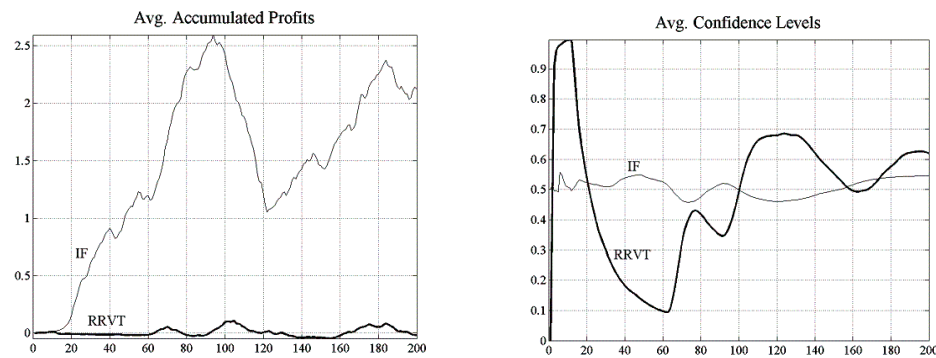 Avg. Accumulated Profits
2.5
2
1.5
1
0.5
0
IF
RRVT
0 20 40 60 80 100 120 140 160 180 200
Avg. Confidence Levels
0.9
0.8
0.7
0.6
0.5
0.4
0.3
0.2
0.1
0
IF
RRVT
0 20 40 60 80 100 120 140 160 180 200